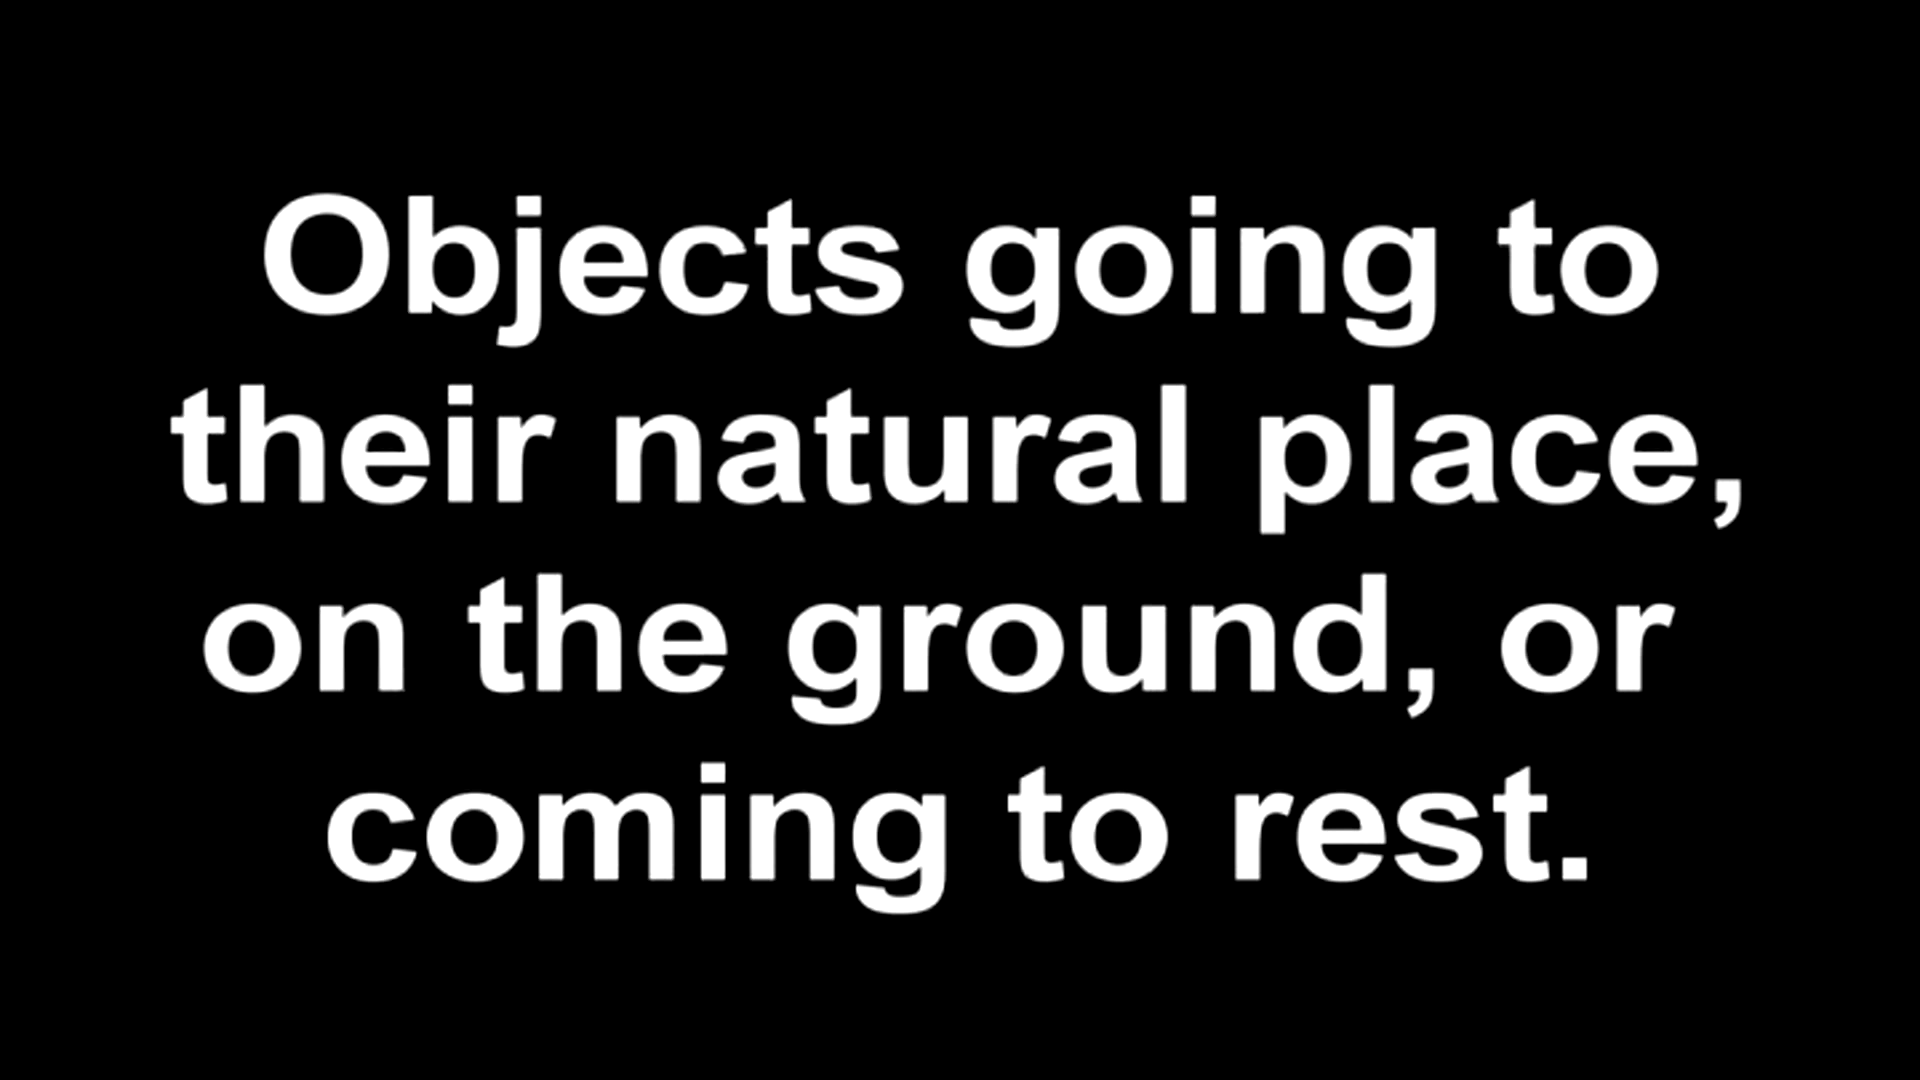 Objects going to
their natural place,
on the ground, or
coming to rest.